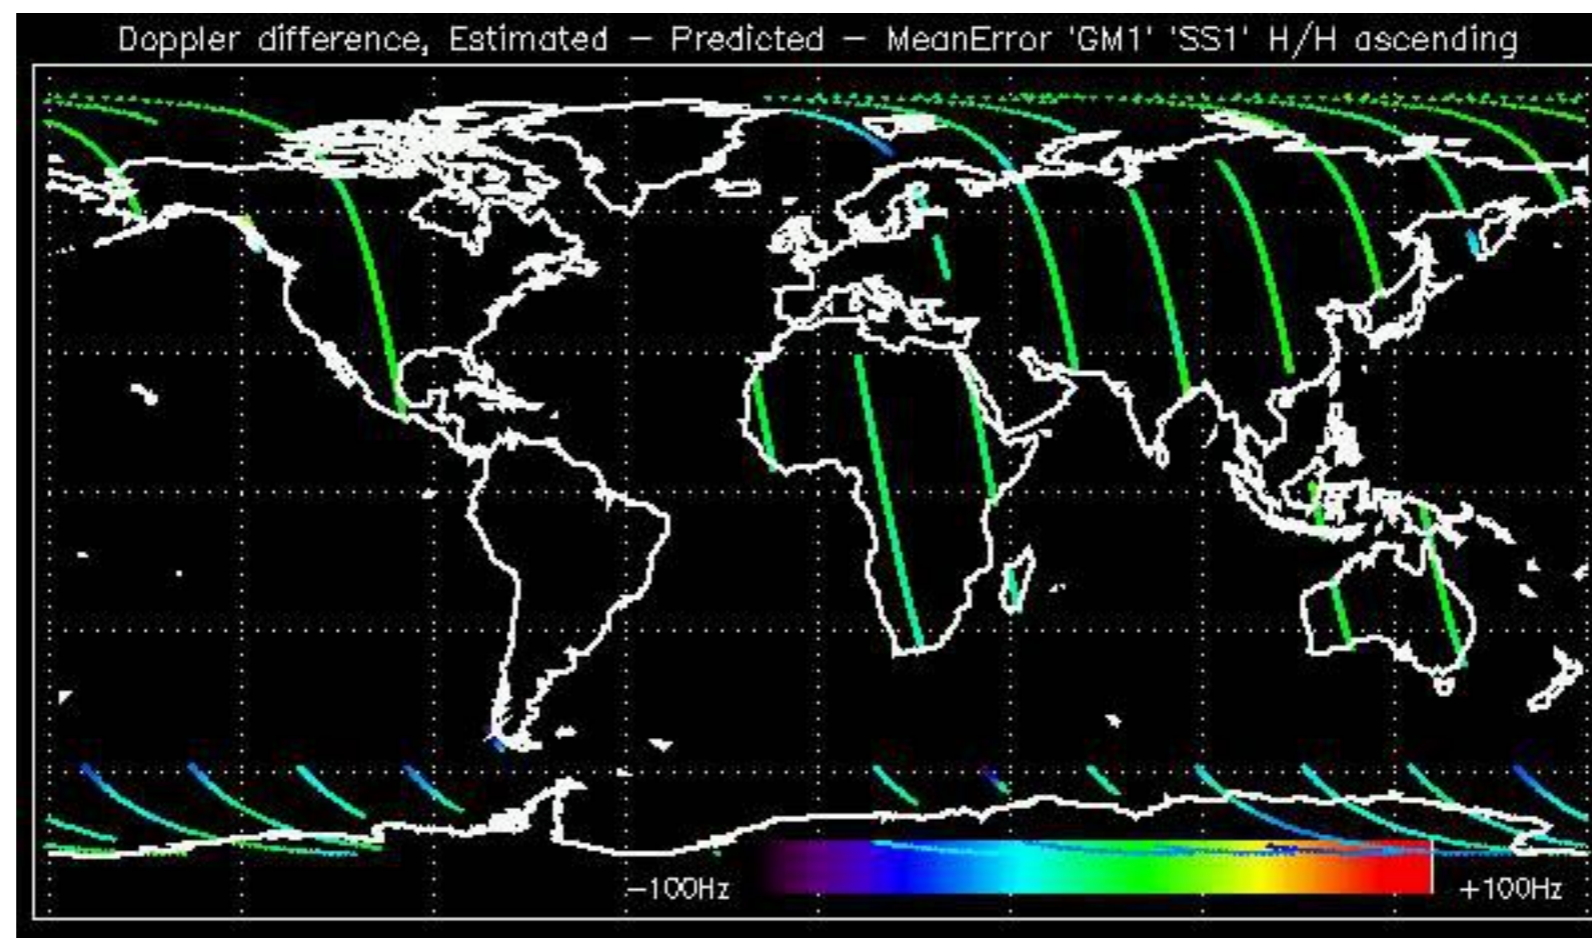 Doppler difference, Estimated — Predicted — MeanError 'GM1' 'SS1' H/H ascending
−100Hz
+100Hz